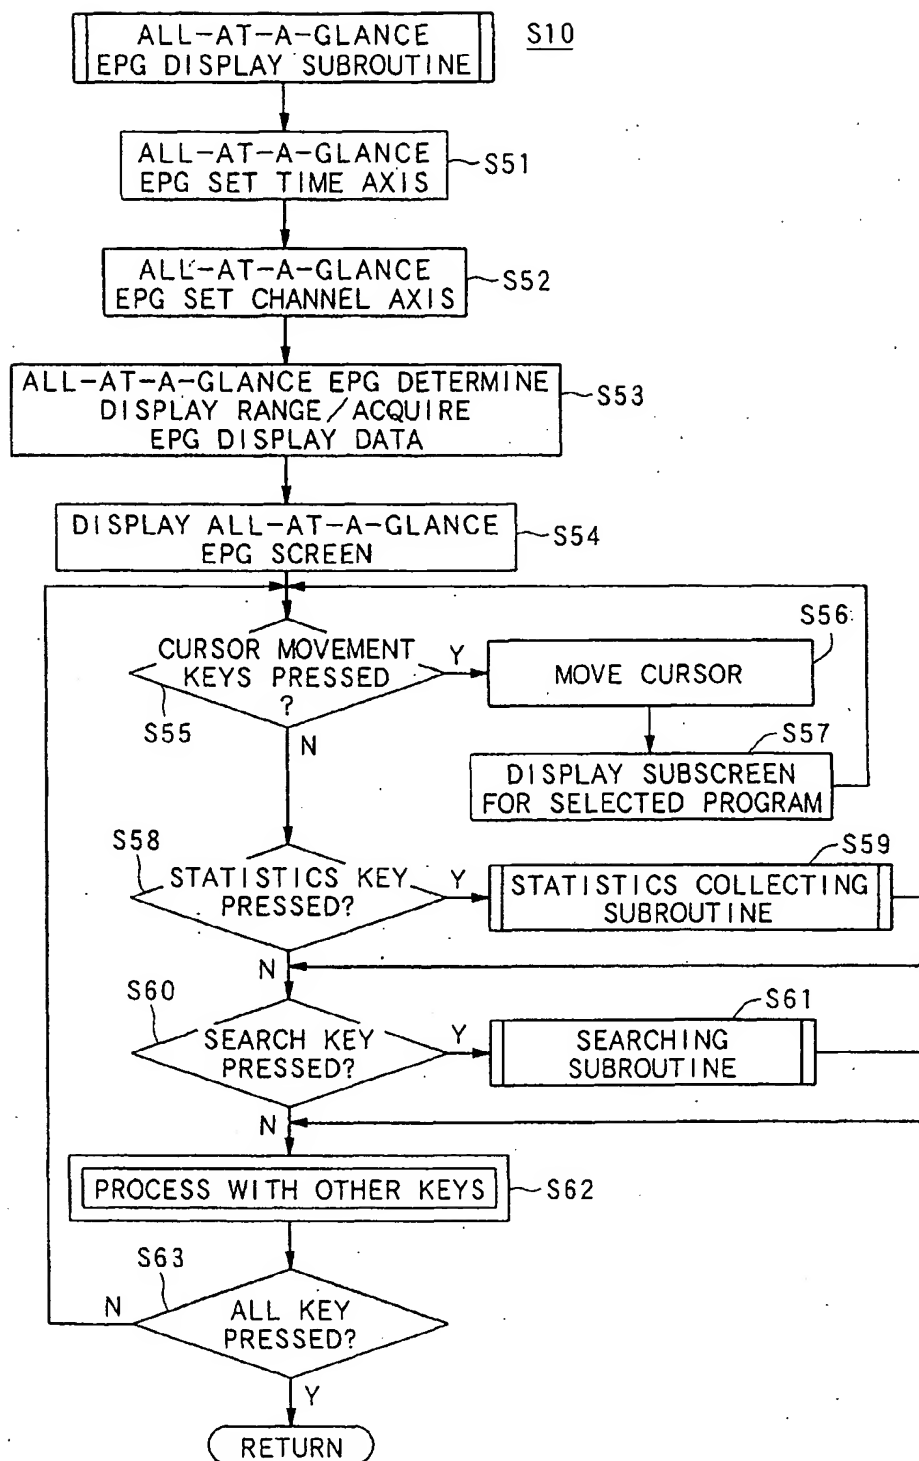 S10
ALL-AT-A-GLANCE
EPG DISPLAY SUBROUTINE
ALL-AT-A-GLANCE
EPG SET TIME AXIS
S51
ALL-AT-A-GLANCE
EPG SET CHANNEL AXIS
S52
ALL-AT-A-GLANCE EPG DETERMINE
DISPLAY RANGE/ACQUIRE
EPG DISPLAY DATA
S53
DISPLAY ALL-AT-A-GLANCE
EPG SCREEN
S54
CURSOR MOVEMENT
KEYS PRESSED
?
S55
Y
N
S56
MOVE CURSOR
S57
DISPLAY SUBSCREEN
FOR SELECTED PROGRAM
S58
STATISTICS KEY
PRESSED?
Y
N
S59
STATISTICS COLLECTING
SUBROUTINE
S60
SEARCH KEY
PRESSED?
Y
N
S61
SEARCHING
SUBROUTINE
PROCESS WITH OTHER KEYS
S62
S63
ALL KEY
PRESSED?
N
Y
RETURN